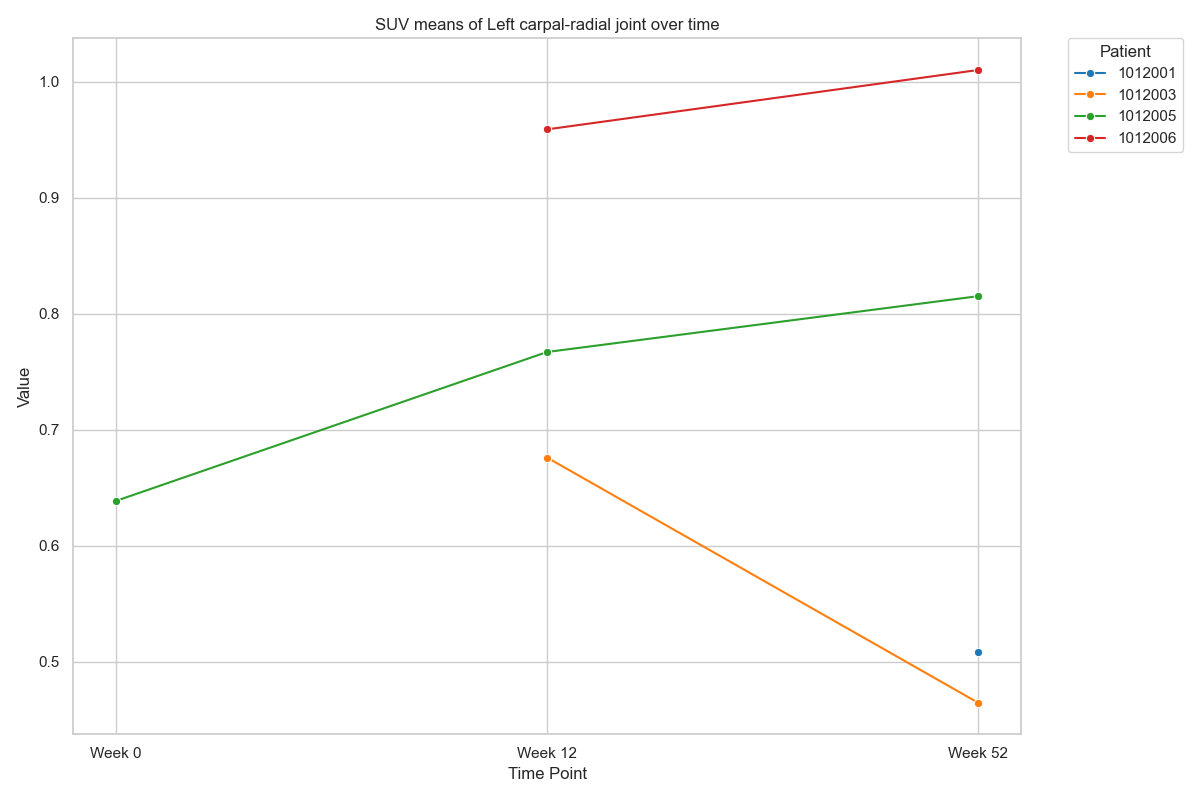 SUV means of Left carpal-radial joint over time
Patient
1012001
1012003
1012005
1012006
1.0
0.9
0.8
0.7
0.6
0.5
Value
Week 0
Week 12
Week 52
Time Point